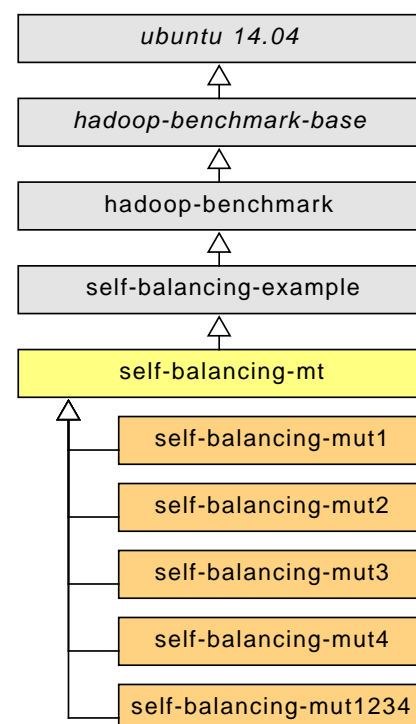 ubuntu 14.04
hadoop-benchmark-base
hadoop-benchmark
self-balancing-example
self-balancing-mt
self-balancing-mut1
self-balancing-mut2
self-balancing-mut3
self-balancing-mut4
self-balancing-mut1234